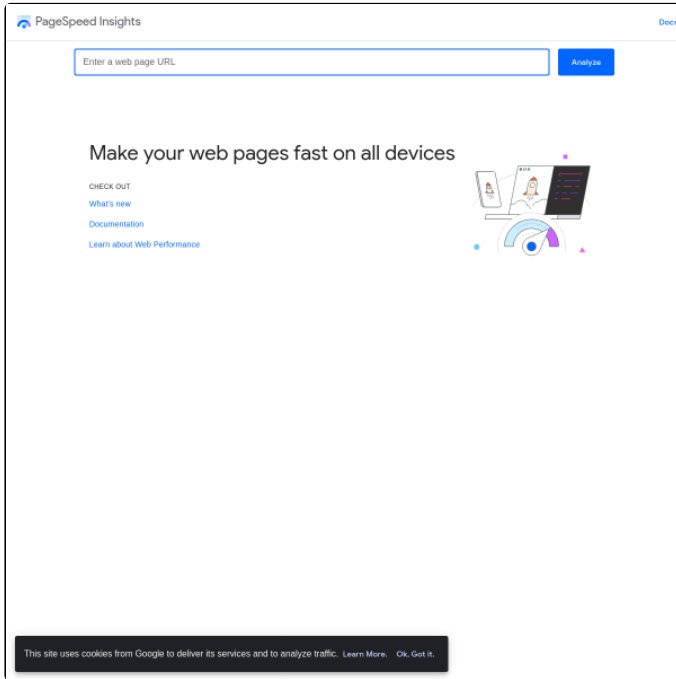 PageSpeed Insights
Docs
Enter a web page URL
Analyze
Make your web pages fast on all devices
CHECK OUT
What's new
Documentation
Learn about Web Performance
This site uses cookies from Google to deliver its services and to analyze traffic. Learn More. Ok, Got it.